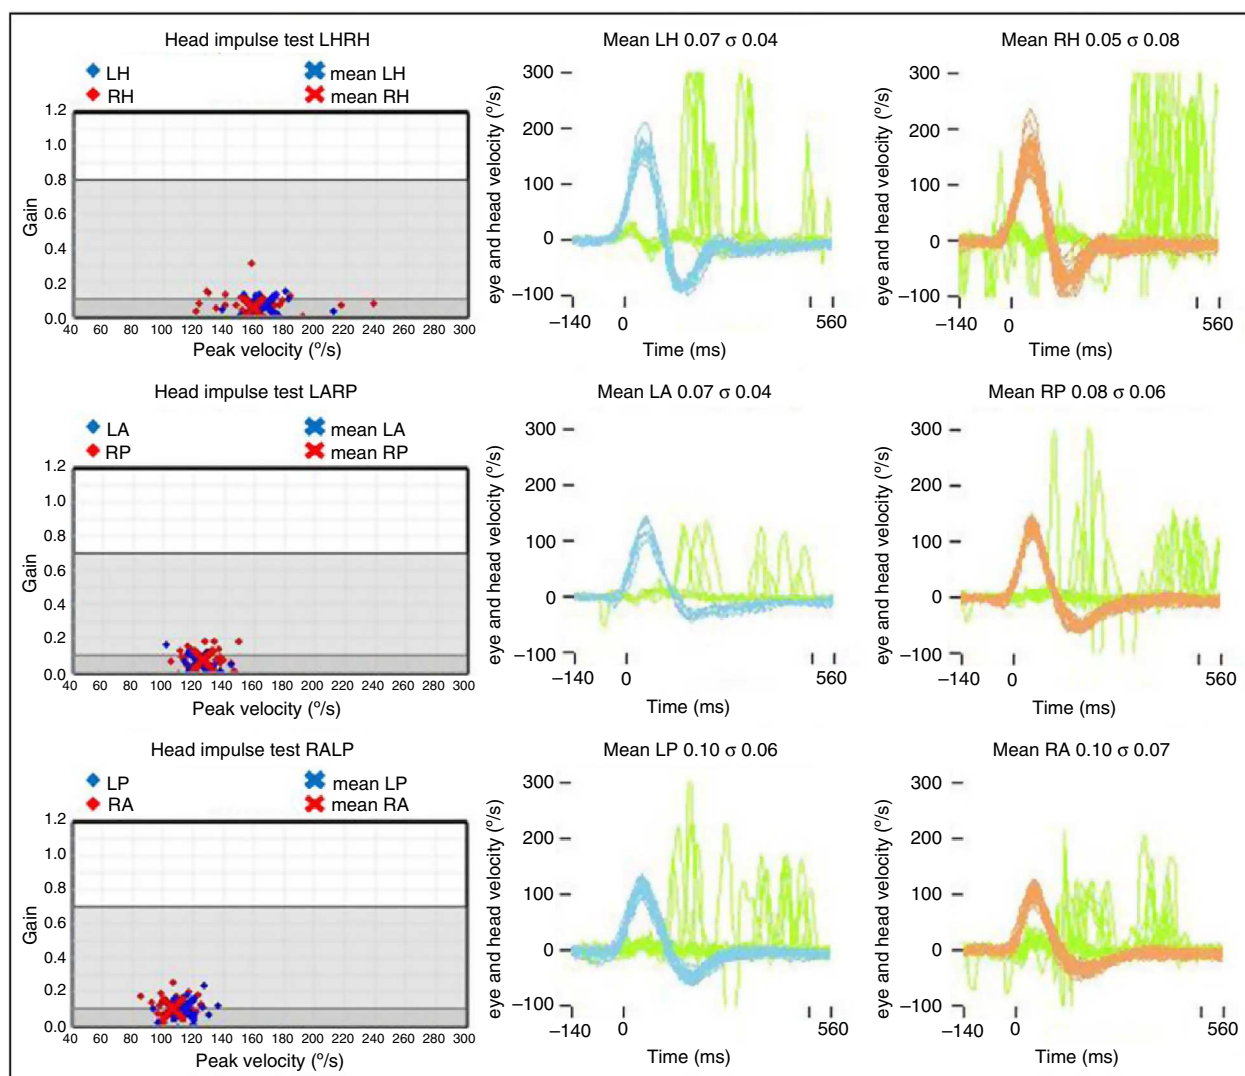 Head impulse test LHRH
LH mean LH
RH mean RH
1.2
1.0
0.8
0.6
0.4
0.2
0.0
Gain
40 60 80 100 120 140 160 180 200 220 240 260 280 300
Peak velocity (°/s)
Mean LH 0.07 σ 0.04
300
200
100
0
−100
eye and head velocity (°/s)
−140 0 560
Time (ms)
Mean RH 0.05 σ 0.08
300
200
100
0
−100
eye and head velocity (°/s)
−140 0 560
Time (ms)
Head impulse test LARP
LA mean LA
RP mean RP
1.2
1.0
0.8
0.6
0.4
0.2
0.0
Gain
40 60 80 100 120 140 160 180 200 220 240 260 280 300
Peak velocity (°/s)
Mean LA 0.07 σ 0.04
300
200
100
0
−100
eye and head velocity (°/s)
−140 0 560
Time (ms)
Mean RP 0.08 σ 0.06
300
200
100
0
−100
eye and head velocity (°/s)
−140 0 560
Time (ms)
Head impulse test RALP
LP mean LP
RA mean RA
1.2
1.0
0.8
0.6
0.4
0.2
0.0
Gain
40 60 80 100 120 140 160 180 200 220 240 260 280 300
Peak velocity (°/s)
Mean LP 0.10 σ 0.06
300
200
100
0
−100
eye and head velocity (°/s)
−140 0 560
Time (ms)
Mean RA 0.10 σ 0.07
300
200
100
0
−100
eye and head velocity (°/s)
−140 0 560
Time (ms)